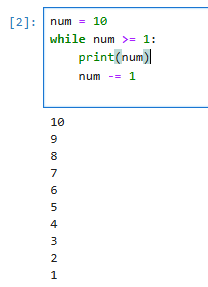 [2]: num = 10
while num >= 1:
    print(num)
    num -= 1
10
9
8
7
6
5
4
3
2
1